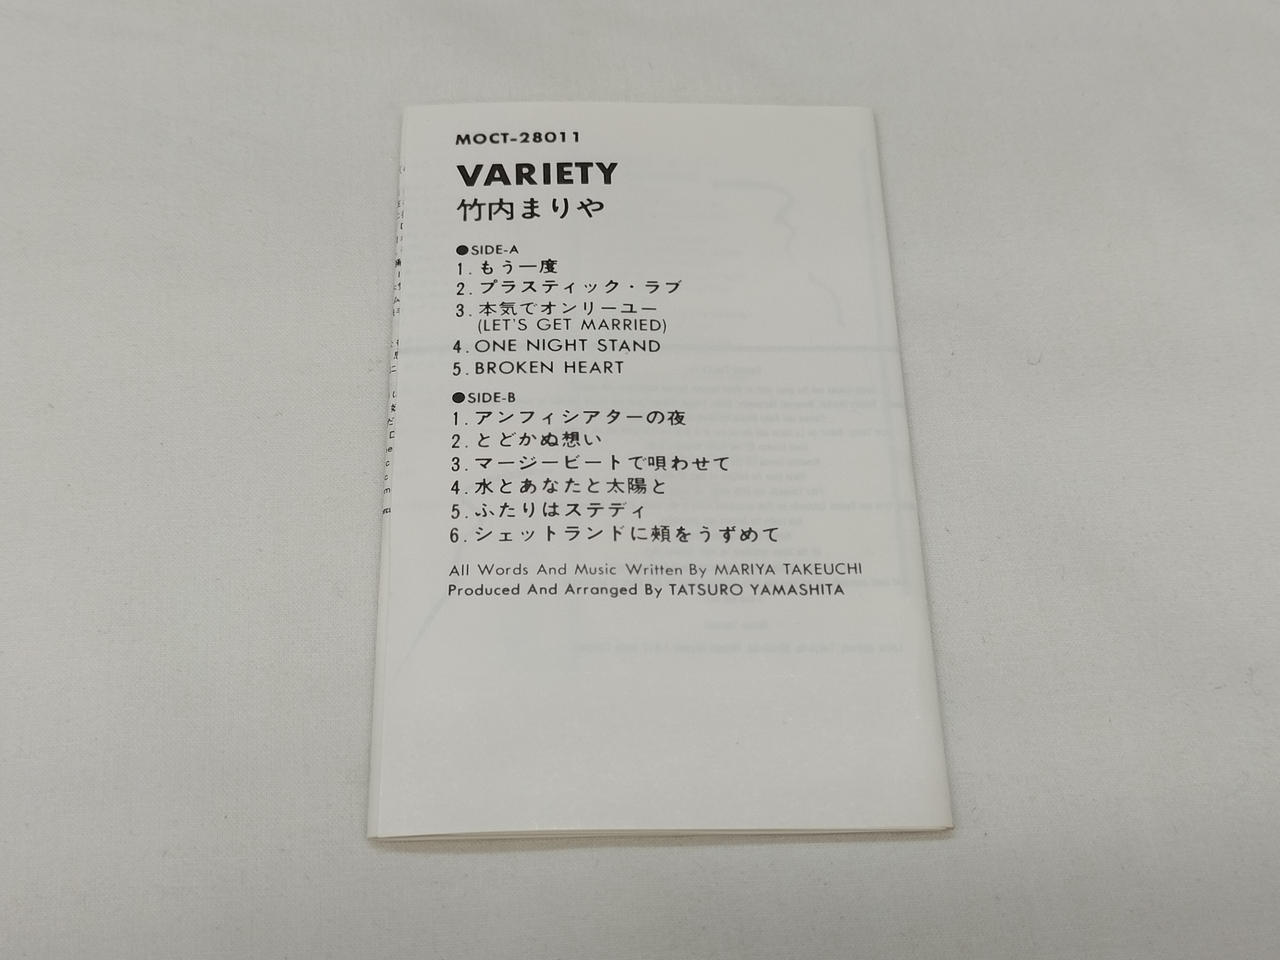 MOCT-28011
VARIETY
竹内まりや
●SIDE-A
1. もう一度
2. プラスティック・ラブ
3. 本気でオンリーユー
(LET'S GET MARRIED)
4. ONE NIGHT STAND
5. BROKEN HEART
●SIDE-B
1. アンフィシアターの夜
2. とどかぬ想い
3. マージービートで唄わせて
4. 水とあなたと太陽と
5. ふたりはステディ
6. シェットランドに頬をうずめて
All Words And Music Written By MARIYA TAKEUCHI
Produced And Arranged By TATSURO YAMASHITA